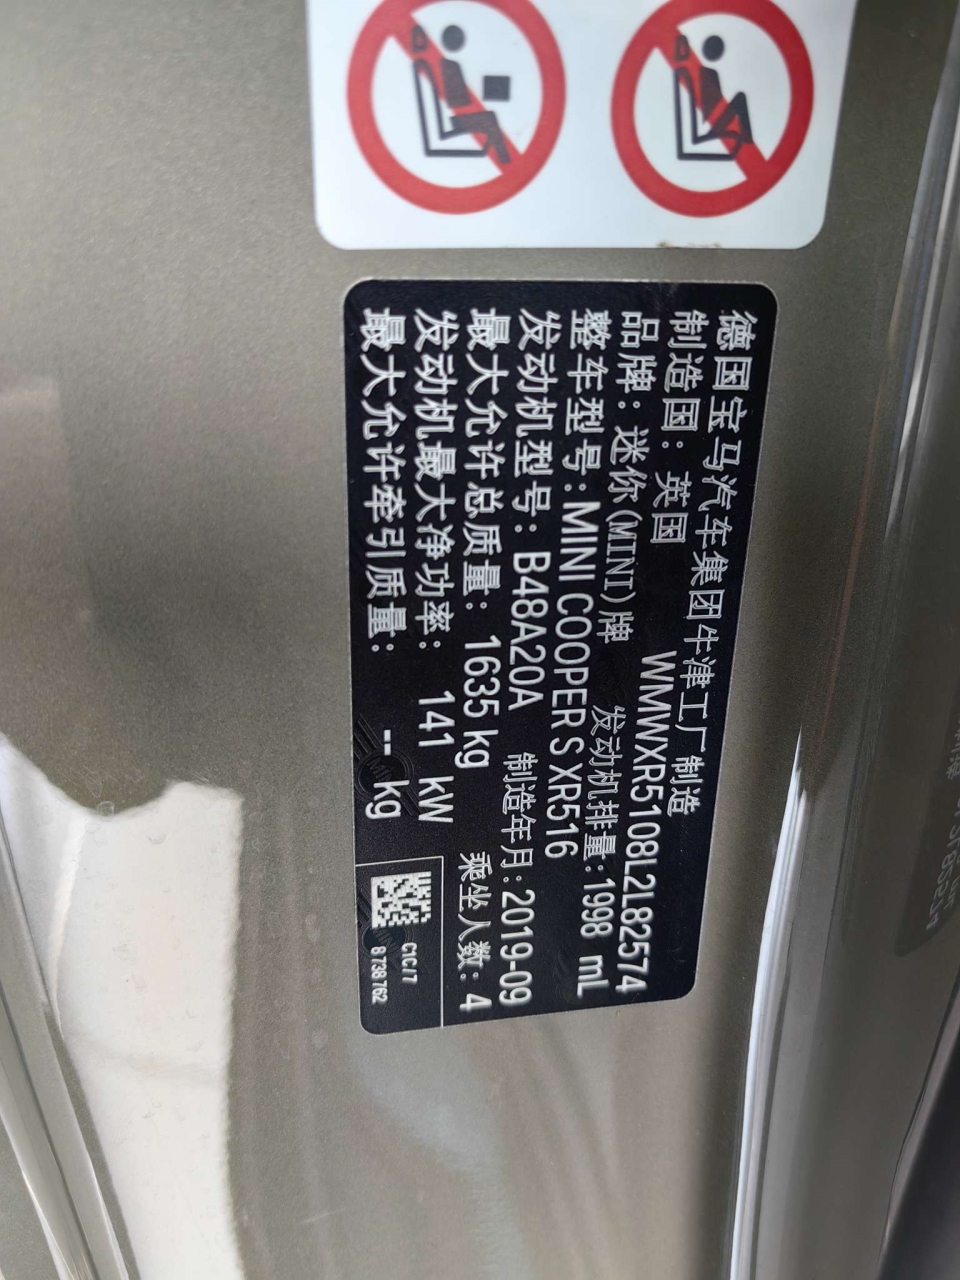 德国宝马汽车集团牛津工厂制造
制造国：英国 WMWXR5108L2L82574
品牌：迷你(MINI)牌 发动机排量:1998 mL
整车型号：MINI COOPER S XR516
发动机型号：B48A20A 制造年月:2019-09
最大允许总质量：1635 kg 乘坐人数：4
发动机最大净功率：141 kW
最大允许牵引质量：-- kg
C1C/7
8 738 762